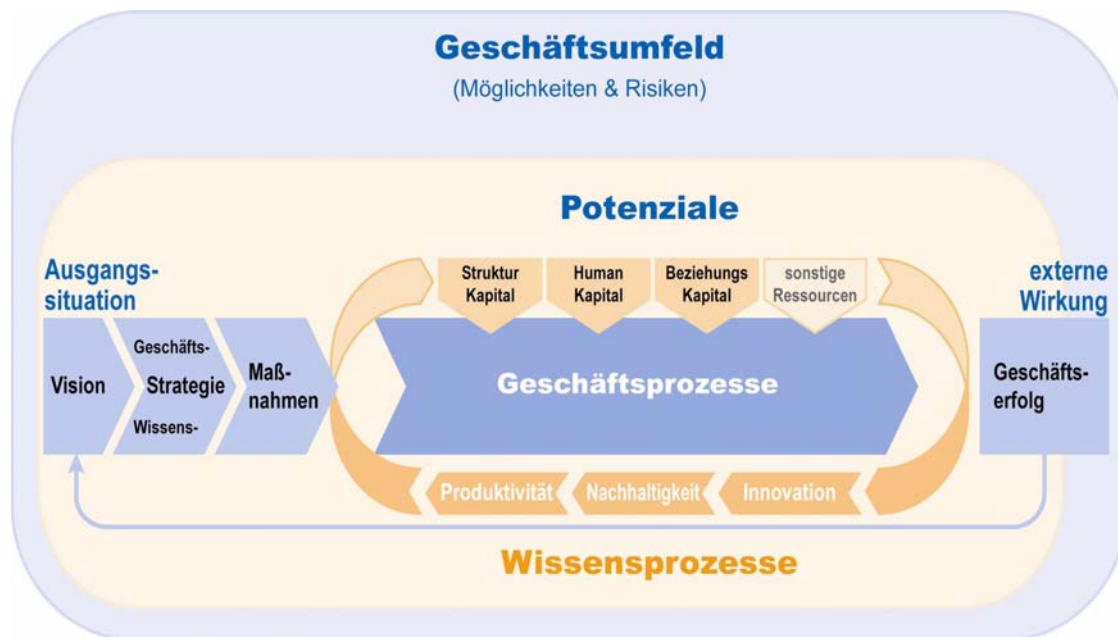 Geschäftsumfeld
(Möglichkeiten & Risiken)
Potenziale
Ausgangs-
situation
Struktur
Kapital
Human
Kapital
Beziehungs
Kapital
sonstige
Ressourcen
externe
Wirkung
Vision
Geschäfts-
Strategie
Wissens-
Maß-
nahmen
Geschäftsprozesse
Geschäfts-
erfolg
Produktivität
Nachhaltigkeit
Innovation
Wissensprozesse